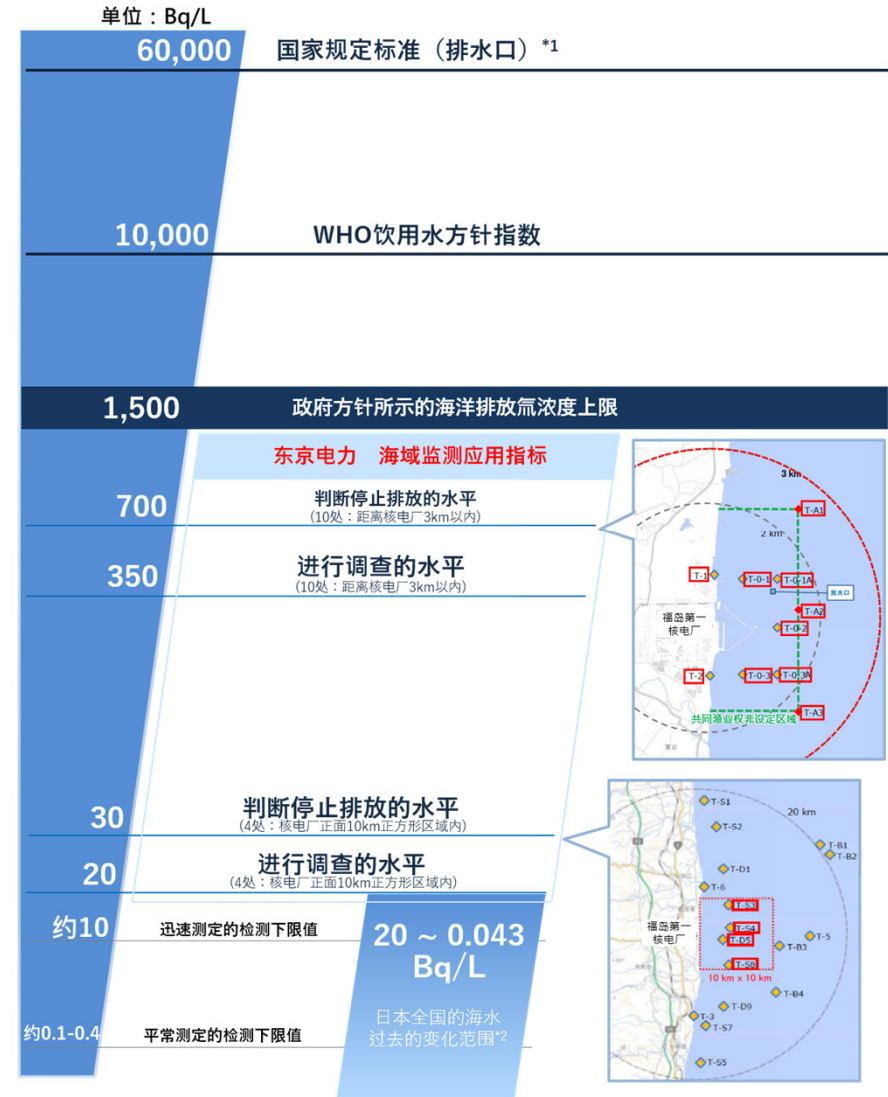 单位：Bq/L
60,000 国家规定标准（排水口）*1
10,000 WHO饮用水方针指数
1,500 政府方针所示的海洋排放氚浓度上限
东京电力 海域监测应用指标
700 判断停止排放的水平
(10处：距离核电厂3km以内)
350 进行调查的水平
(10处：距离核电厂3km以内)
30 判断停止排放的水平
(4处：核电厂正面10km正方形区域内)
20 进行调查的水平
(4处：核电厂正面10km正方形区域内)
约10 迅速测定的检测下限值
20 ~ 0.043
Bq/L
日本全国的海水
过去的变化范围*2
约0.1-0.4 平常测定的检测下限值
3 km
T-A1
2 km
T-1
T-0-1
T-0-1A
放水口
T-A2
福岛第一
核电厂
T-0-2
T-2
T-0-3
T-0-3A
T-A3
共同渔业权非设定区域
T-S1
20 km
T-S2
T-B1
T-B2
T-D1
T-6
T-S3
福岛第一
核电厂
T-S4
T-D5
T-5
T-B3
T-S8
10 km x 10 km
T-B4
T-D9
T-3
T-S7
T-S5